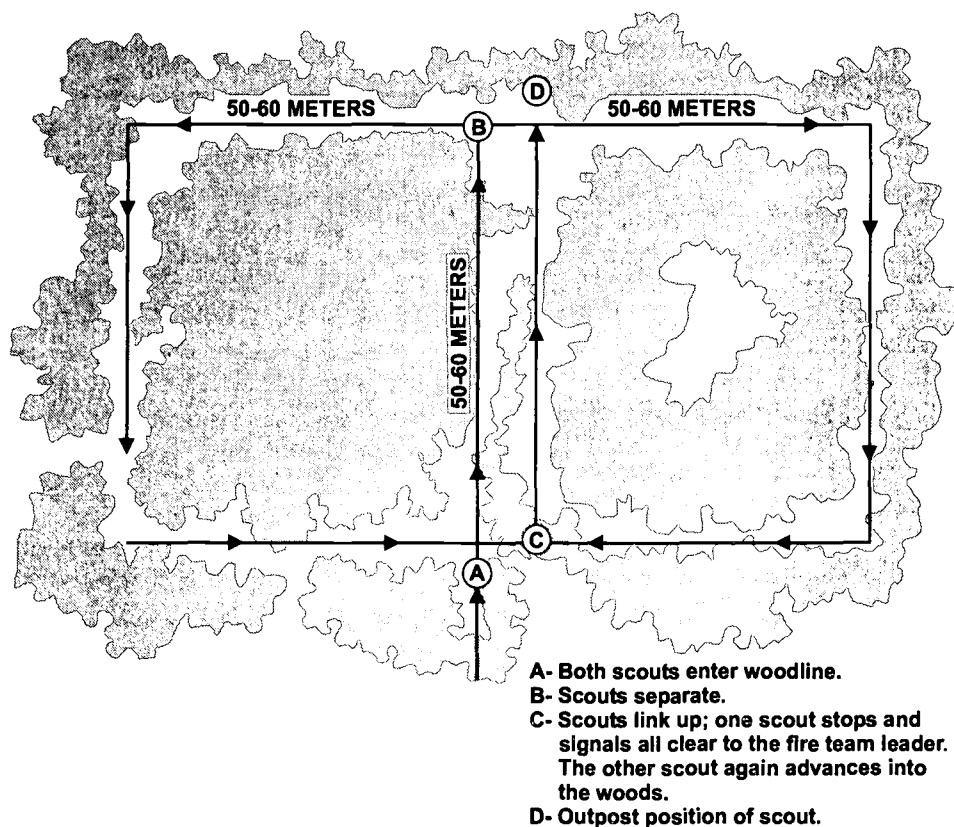 D
50-60 METERS
50-60 METERS
B
50-60 METERS
C
A
A- Both scouts enter woodline.
B- Scouts separate.
C- Scouts link up; one scout stops and
signals all clear to the fire team leader.
The other scout again advances into
the woods.
D- Outpost position of scout.